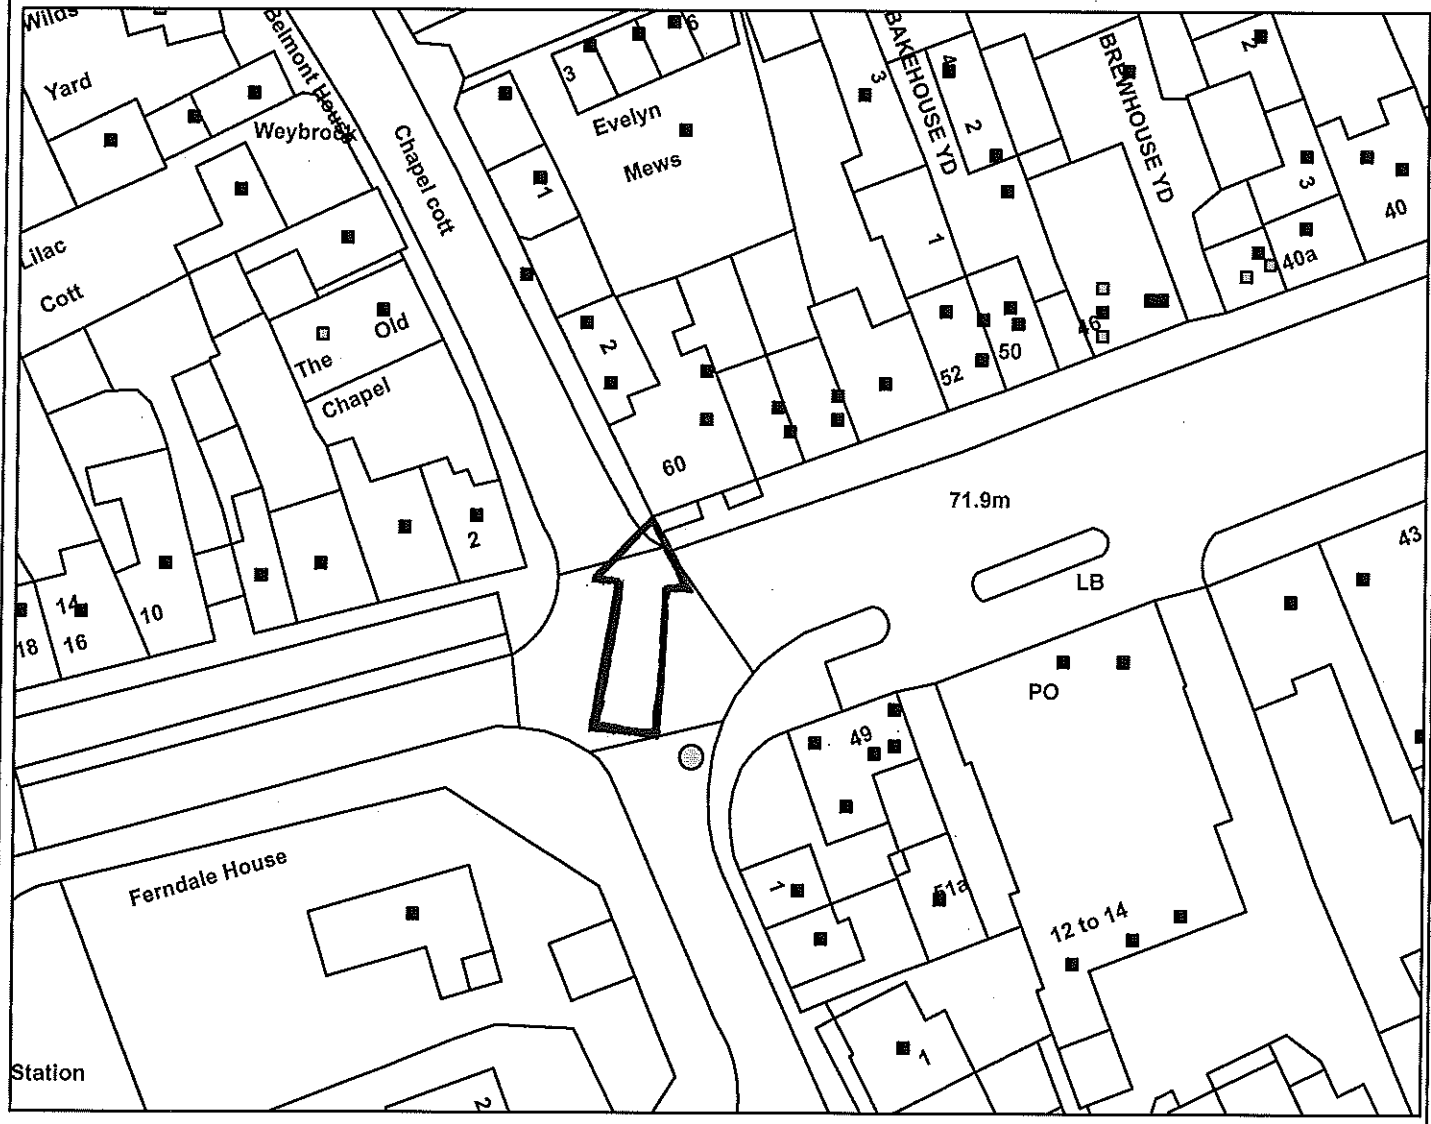 Wilds
Yard
Belmont House
Weybrook
Chapel cott
Lilac
Cott
The Old
Chapel
3
6
Evelyn
Mews
1
2
60
3
BAKEHOUSE YD
4
2
1
BREWHOUSE YD
2
3
40
40a
46
50
52
71.9m
LB
43
PO
49
2
10
14
16
18
Ferndale House
1
51a
12 to 14
1
Station
2